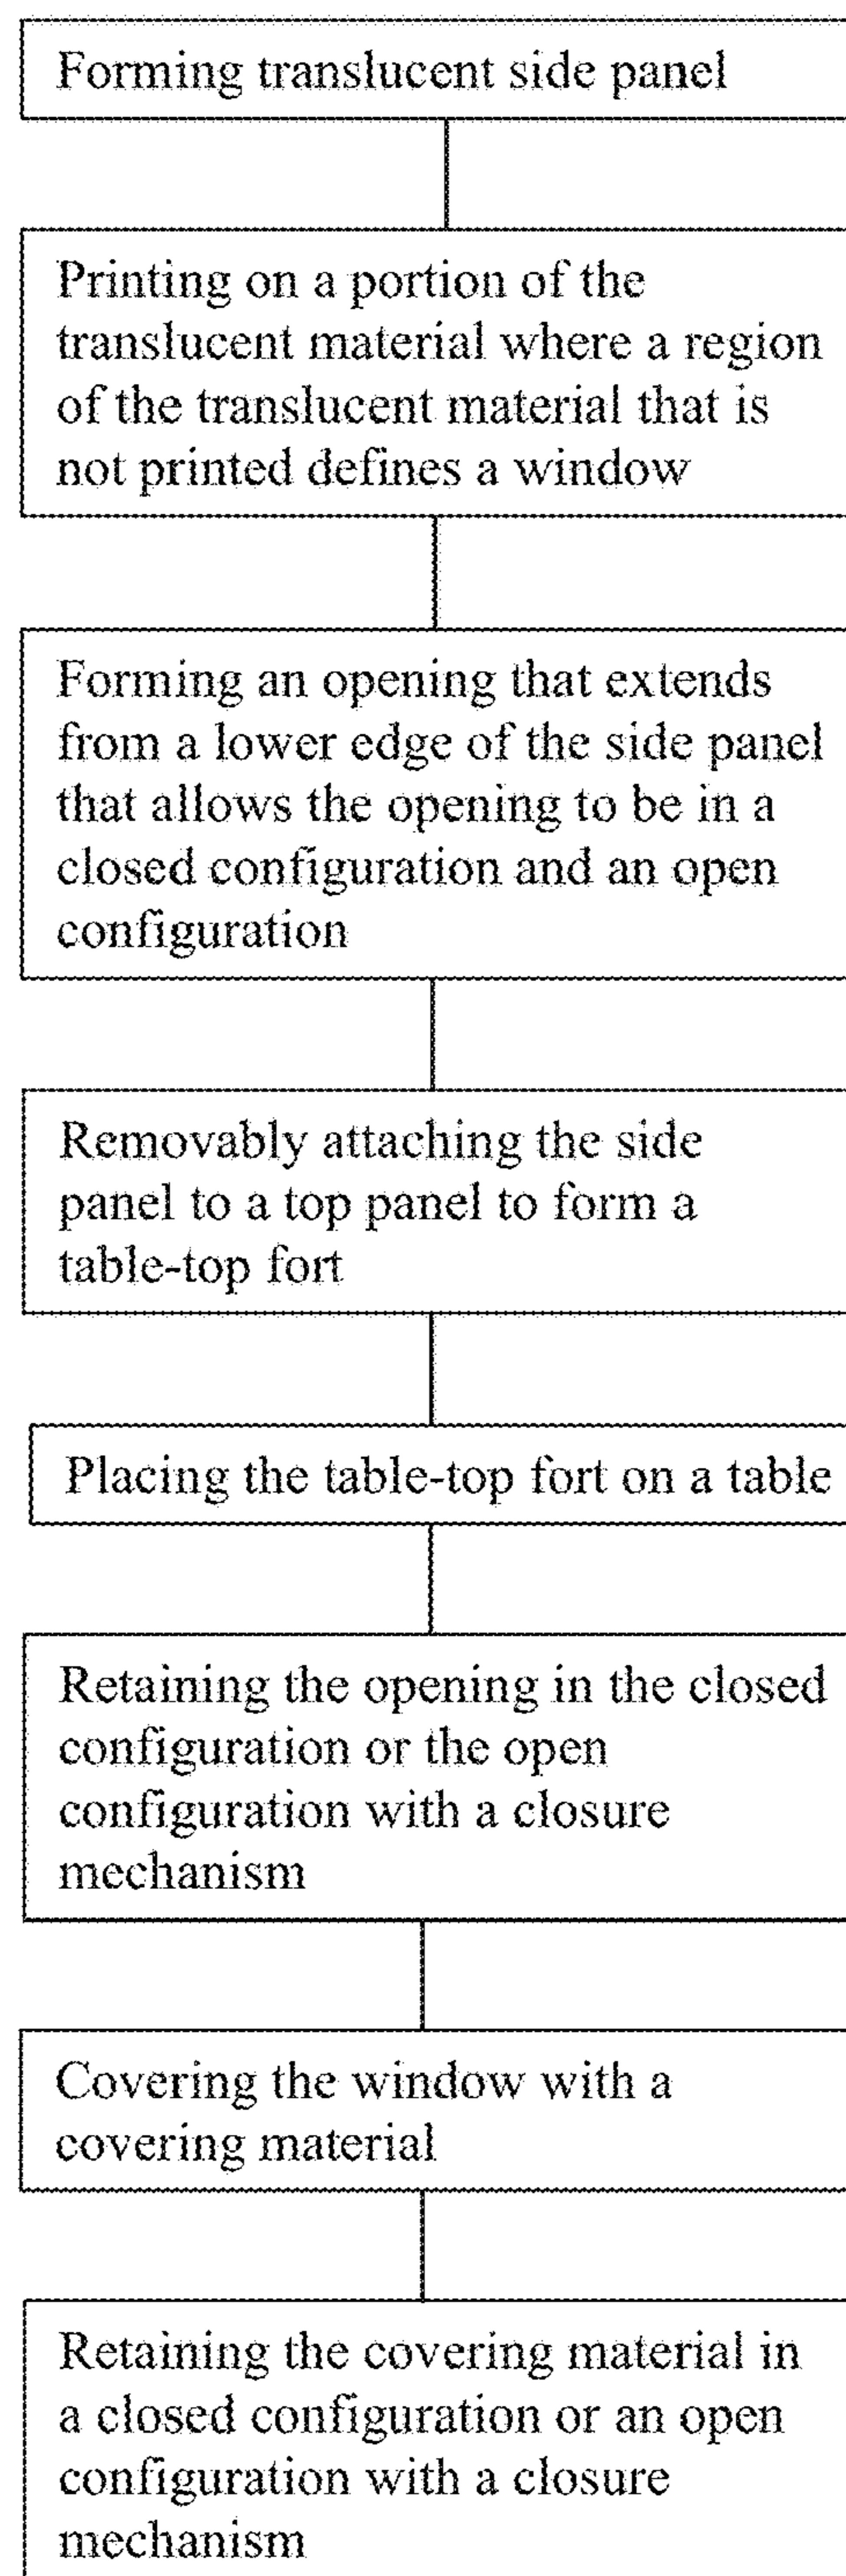 Forming translucent side panel
Printing on a portion of the
translucent material where a region
of the translucent material that is
not printed defines a window
Forming an opening that extends
from a lower edge of the side panel
that allows the opening to be in a
closed configuration and an open
configuration
Removably attaching the side
panel to a top panel to form a
table-top fort
Placing the table-top fort on a table
Retaining the opening in the closed
configuration or the open
configuration with a closure
mechanism
Covering the window with a
covering material
Retaining the covering material in
a closed configuration or an open
configuration with a closure
mechanism